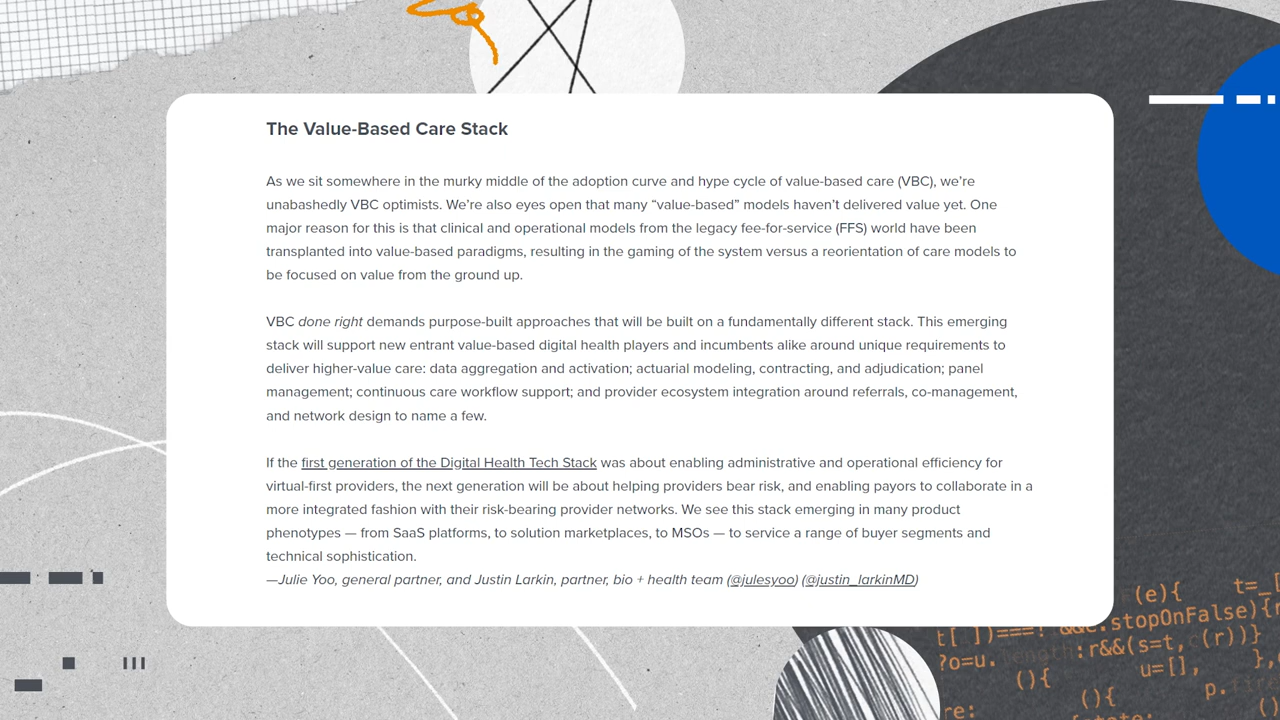 The Value-Based Care Stack
As we sit somewhere in the murky middle of the adoption curve and hype cycle of value-based care (VBC), we’re
unabashedly VBC optimists. We’re also eyes open that many “value-based” models haven’t delivered value yet. One
major reason for this is that clinical and operational models from the legacy fee-for-service (FFS) world have been
transplanted into value-based paradigms, resulting in the gaming of the system versus a reorientation of care models to
be focused on value from the ground up.
VBC done right demands purpose-built approaches that will be built on a fundamentally different stack. This emerging
stack will support new entrant value-based digital health players and incumbents alike around unique requirements to
deliver higher-value care: data aggregation and activation; actuarial modeling, contracting, and adjudication; panel
management; continuous care workflow support; and provider ecosystem integration around referrals, co-management,
and network design to name a few.
If the first generation of the Digital Health Tech Stack was about enabling administrative and operational efficiency for
virtual-first providers, the next generation will be about helping providers bear risk, and enabling payors to collaborate in a
more integrated fashion with their risk-bearing provider networks. We see this stack emerging in many product
phenotypes — from SaaS platforms, to solution marketplaces, to MSOs — to service a range of buyer segments and
technical sophistication.
—Julie Yoo, general partner, and Justin Larkin, partner, bio + health team (@julesyoo) (@justin_larkinMD)
(e){ t=_[
t[ ])===! &&e.stopOnFalse){r
?o=u. length:r&&(s=t, (r))}
(){ u=[], },
(){ p.fire
re: ()